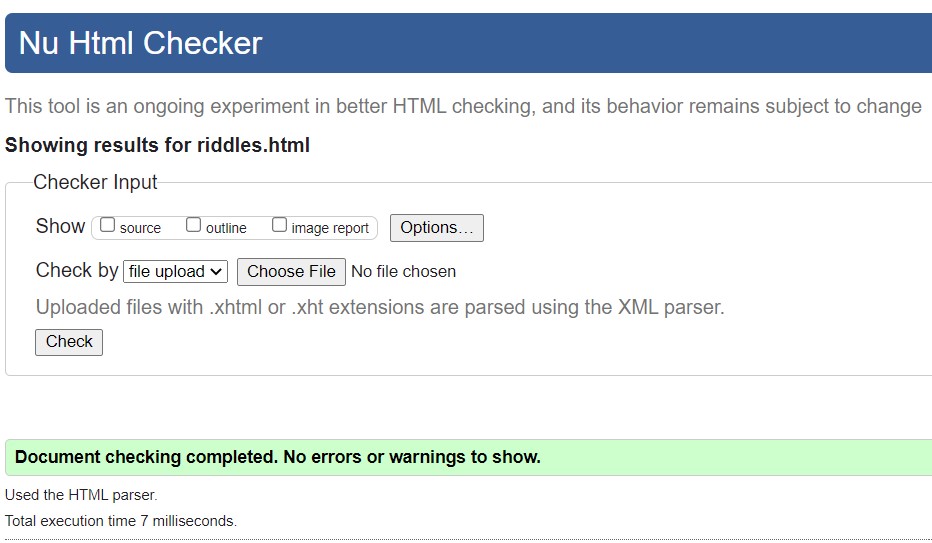 Nu Html Checker
This tool is an ongoing experiment in better HTML checking, and its behavior remains subject to change
Showing results for riddles.html
Checker Input
Show source outline image report Options...
Check by file upload Choose File No file chosen
Uploaded files with .xhtml or .xht extensions are parsed using the XML parser.
Check
Document checking completed. No errors or warnings to show.
Used the HTML parser.
Total execution time 7 milliseconds.